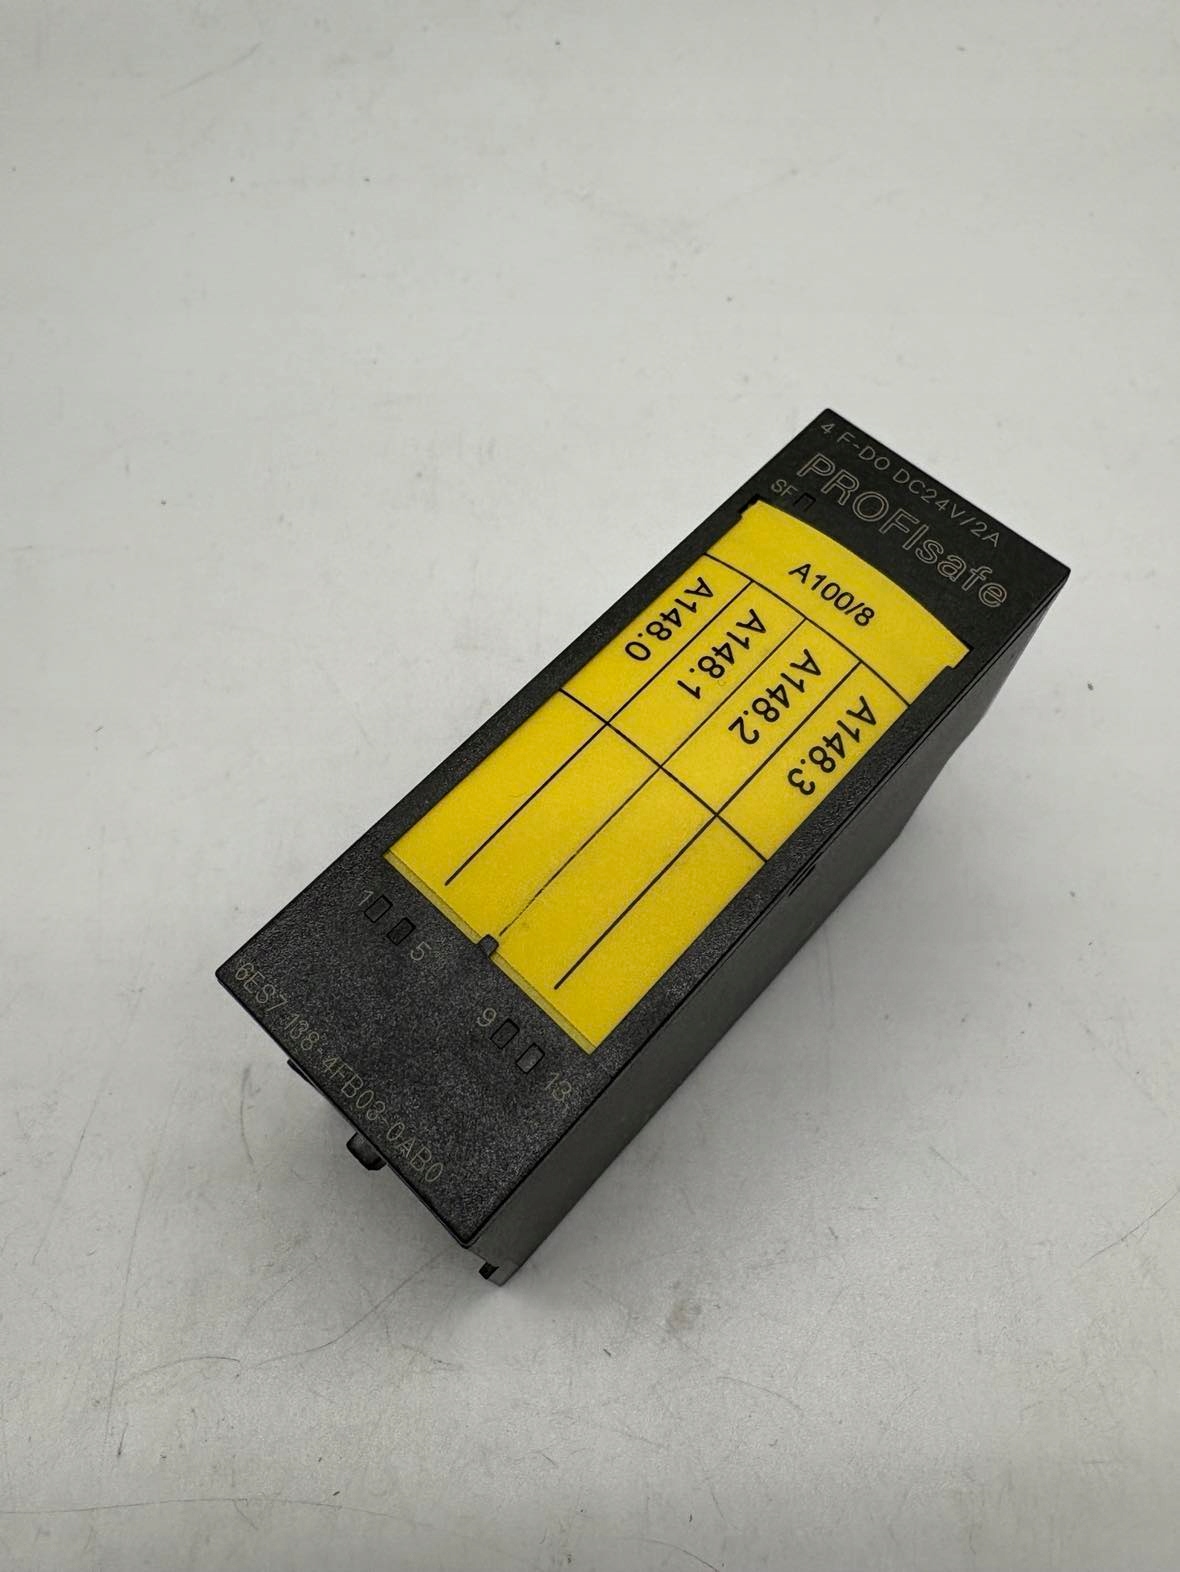 4 F-DO DC24V/2A
PROFIsafe
SF
A100/8
A148.0
A148.1
A148.2
A148.3
1
5
9
13
6ES7 138-4FB03-0AB0